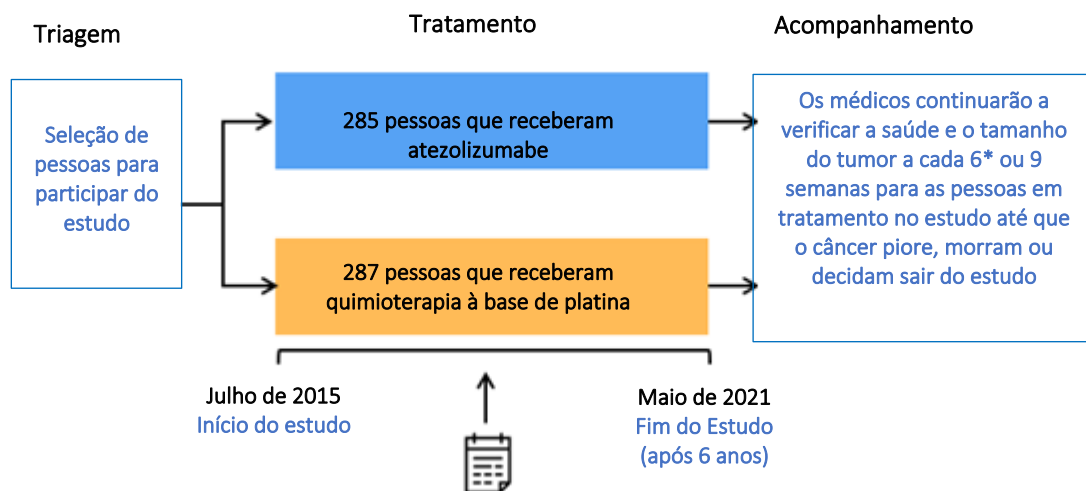 Triagem
Tratamento
Acompanhamento
Seleção de
pessoas para
participar do
estudo
285 pessoas que receberam
atezolizumabe
287 pessoas que receberam
quimioterapia à base de platina
Os médicos continuarão a
verificar a saúde e o tamanho
do tumor a cada 6* ou 9
semanas para as pessoas em
tratamento no estudo até que
o câncer piore, morram ou
decidam sair do estudo
Julho de 2015
Início do estudo
Maio de 2021
Fim do Estudo
(após 6 anos)